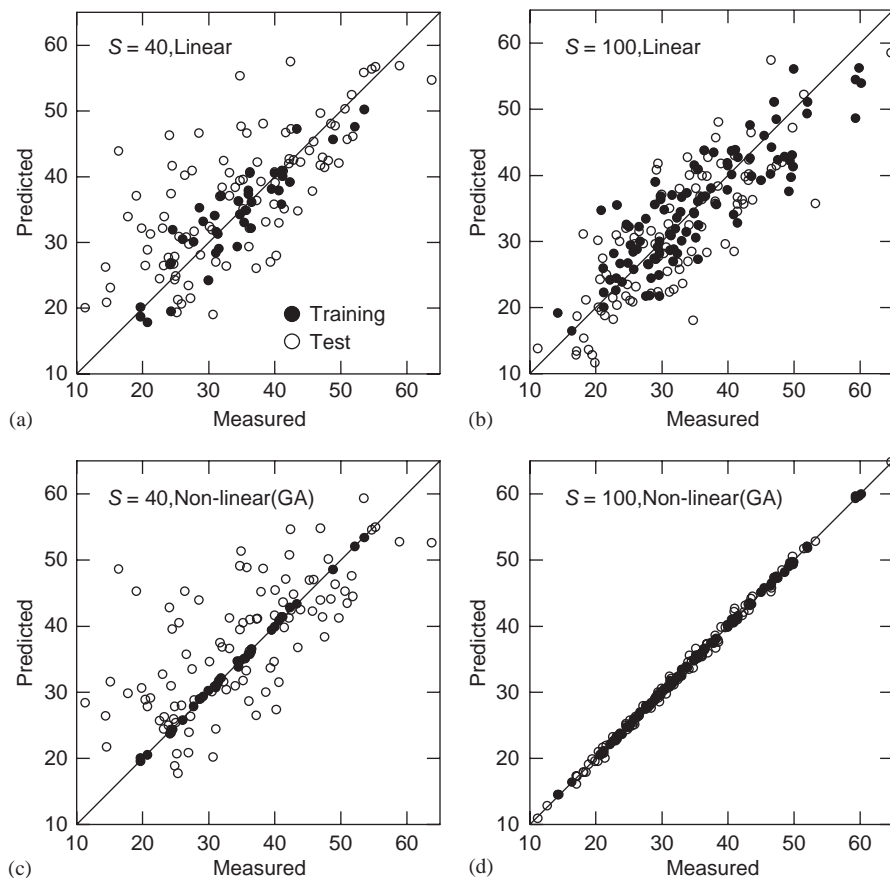 S = 40,Linear
60
50
40
30
20
10
Predicted
Training
Test
10 20 30 40 50 60
Measured
(a)
S = 100,Linear
60
50
40
30
20
10
Predicted
10 20 30 40 50 60
Measured
(b)
S = 40,Non-linear(GA)
60
50
40
30
20
10
Predicted
10 20 30 40 50 60
Measured
(c)
S = 100,Non-linear(GA)
60
50
40
30
20
10
Predicted
10 20 30 40 50 60
Measured
(d)